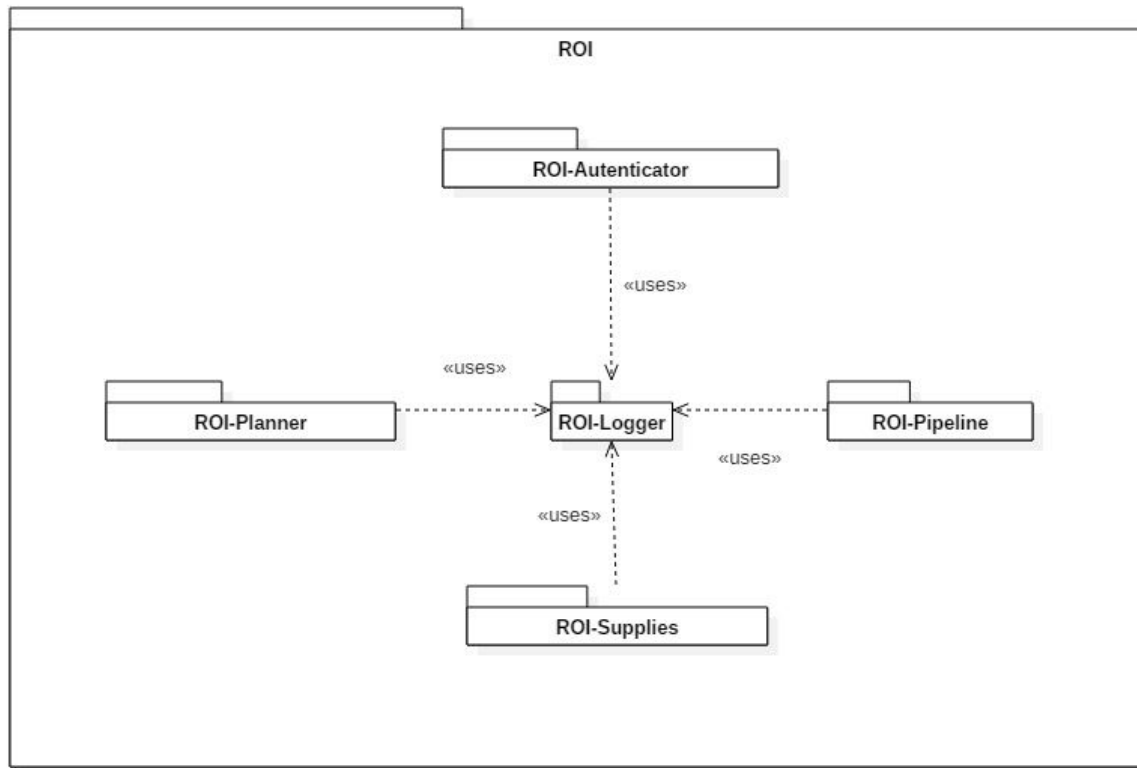 ROI
ROI-Autenticator
«uses»
«uses»
ROI-Planner
ROI-Logger
ROI-Pipeline
«uses»
«uses»
ROI-Supplies